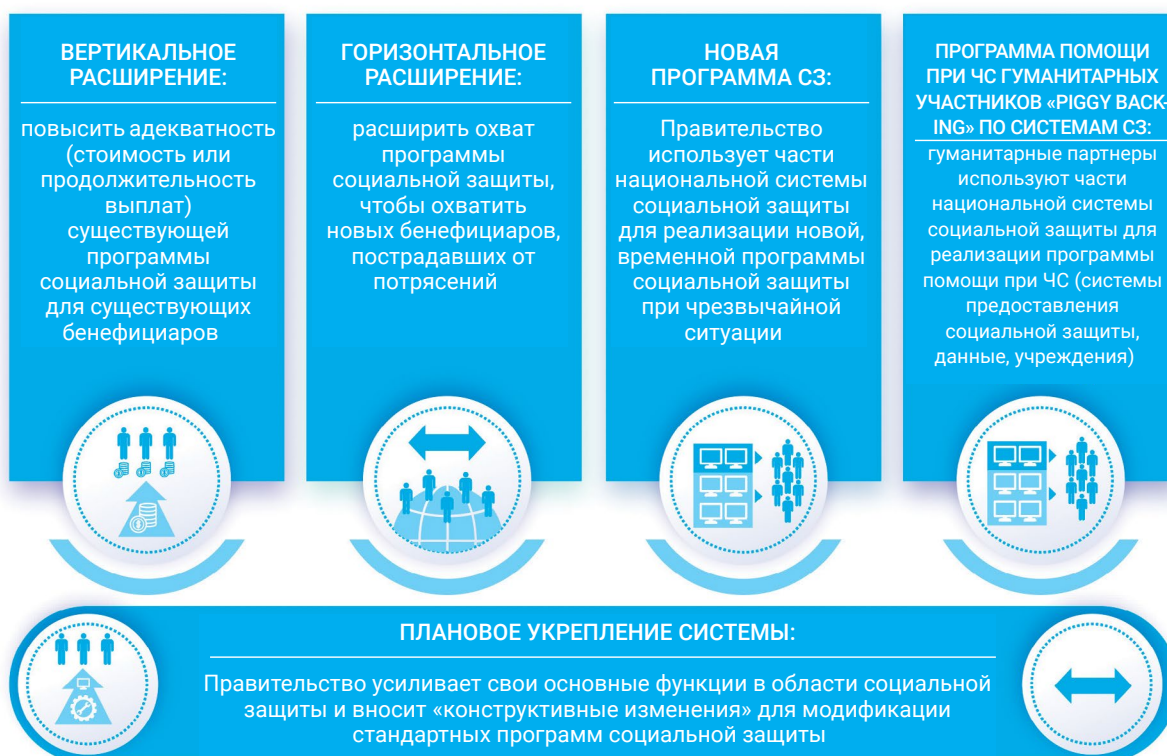 ВЕРТИКАЛЬНОЕ
РАСШИРЕНИЕ:
повысить адекватность
(стоимость или
продолжительность
выплат)
существующей
программы
социальной защиты
для существующих
бенефициаров
ГОРИЗОНТАЛЬНОЕ
РАСШИРЕНИЕ:
расширить охват
программы
социальной защиты,
чтобы охватить
новых бенефициаров,
пострадавших от
потрясений
НОВАЯ
ПРОГРАММА СЗ:
Правительство
использует части
национальной системы
социальной защиты
для реализации новой,
временной программы
социальной защиты
при чрезвычайной
ситуации
ПРОГРАММА ПОМОЩИ
ПРИ ЧС ГУМАНИТАРНЫХ
УЧАСТНИКОВ «PIGGY BACK-
ING» ПО СИСТЕМАМ СЗ:
гуманитарные партнеры
используют части
национальной системы
социальной защиты для
реализации программы
помощи при ЧС (системы
предоставления
социальной защиты,
данные, учреждения)
ПЛАНОВОЕ УКРЕПЛЕНИЕ СИСТЕМЫ:
Правительство усиливает свои основные функции в области социальной
защиты и вносит «конструктивные изменения» для модификации
стандартных программ социальной защиты